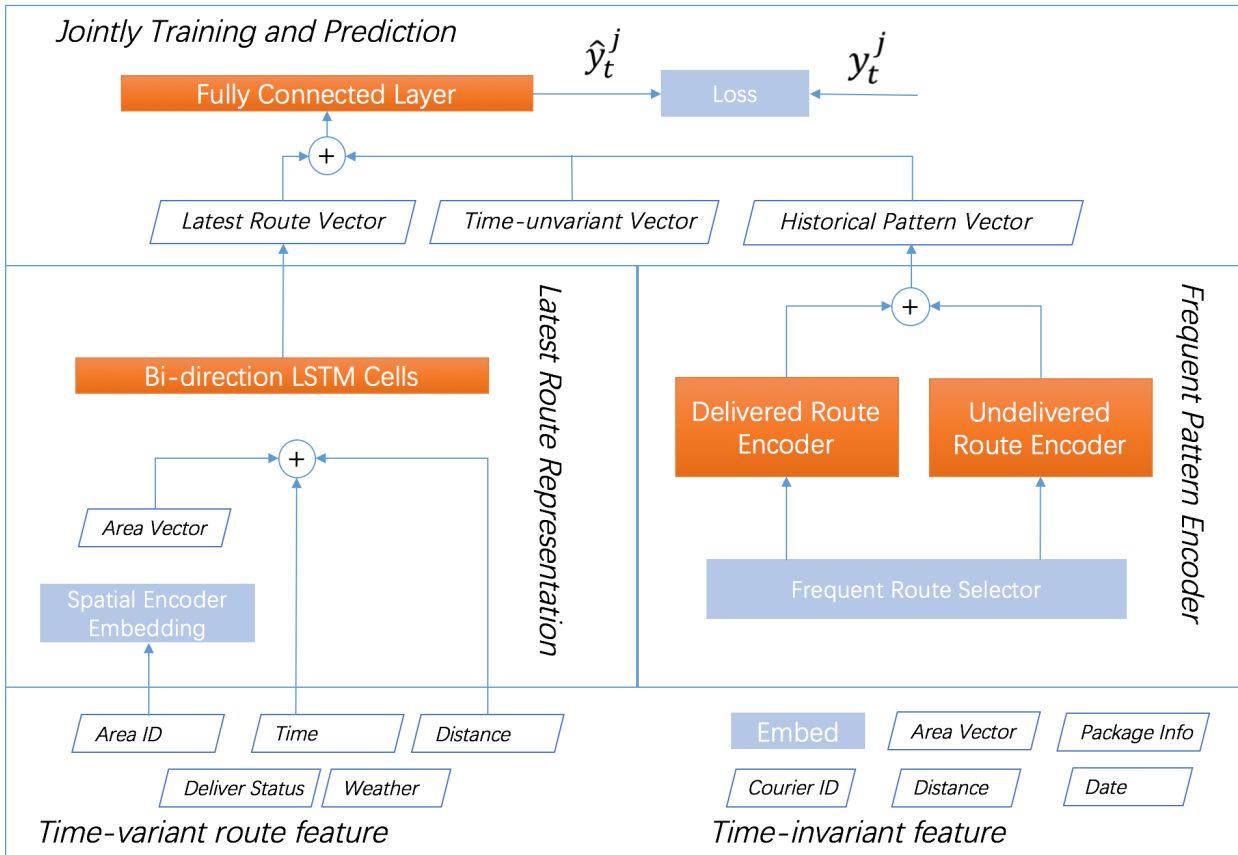 Jointly Training and Prediction
ŷ_t^j
y_t^j
Fully Connected Layer
Loss
+
Latest Route Vector
Time-unvariant Vector
Historical Pattern Vector
Latest Route Representation
Frequent Pattern Encoder
+
Bi-direction LSTM Cells
Delivered Route
Encoder
Undelivered
Route Encoder
+
Area Vector
Spatial Encoder
Embedding
Frequent Route Selector
Area ID
Time
Distance
Deliver Status
Weather
Time-variant route feature
Embed
Area Vector
Package Info
Courier ID
Distance
Date
Time-invariant feature